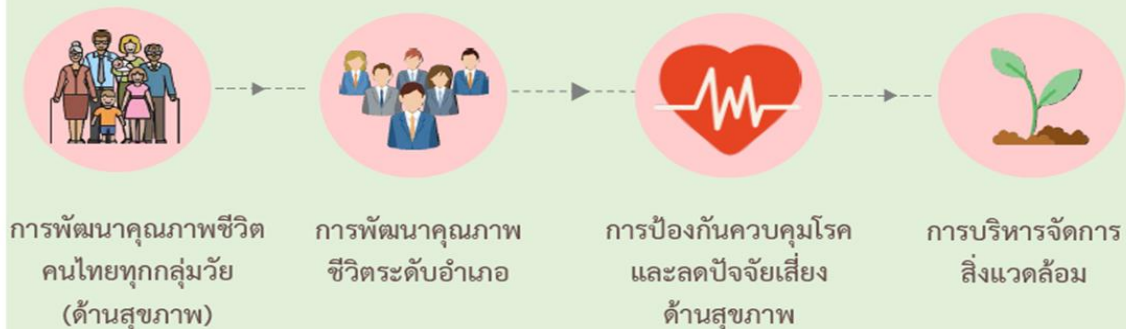 การพัฒนาคุณภาพชีวิต
คนไทยทุกกลุ่มวัย
(ด้านสุขภาพ)
การพัฒนาคุณภาพ
ชีวิตระดับอำเภอ
การป้องกันควบคุมโรค
และลดปัจจัยเสี่ยง
ด้านสุขภาพ
การบริหารจัดการ
สิ่งแวดล้อม